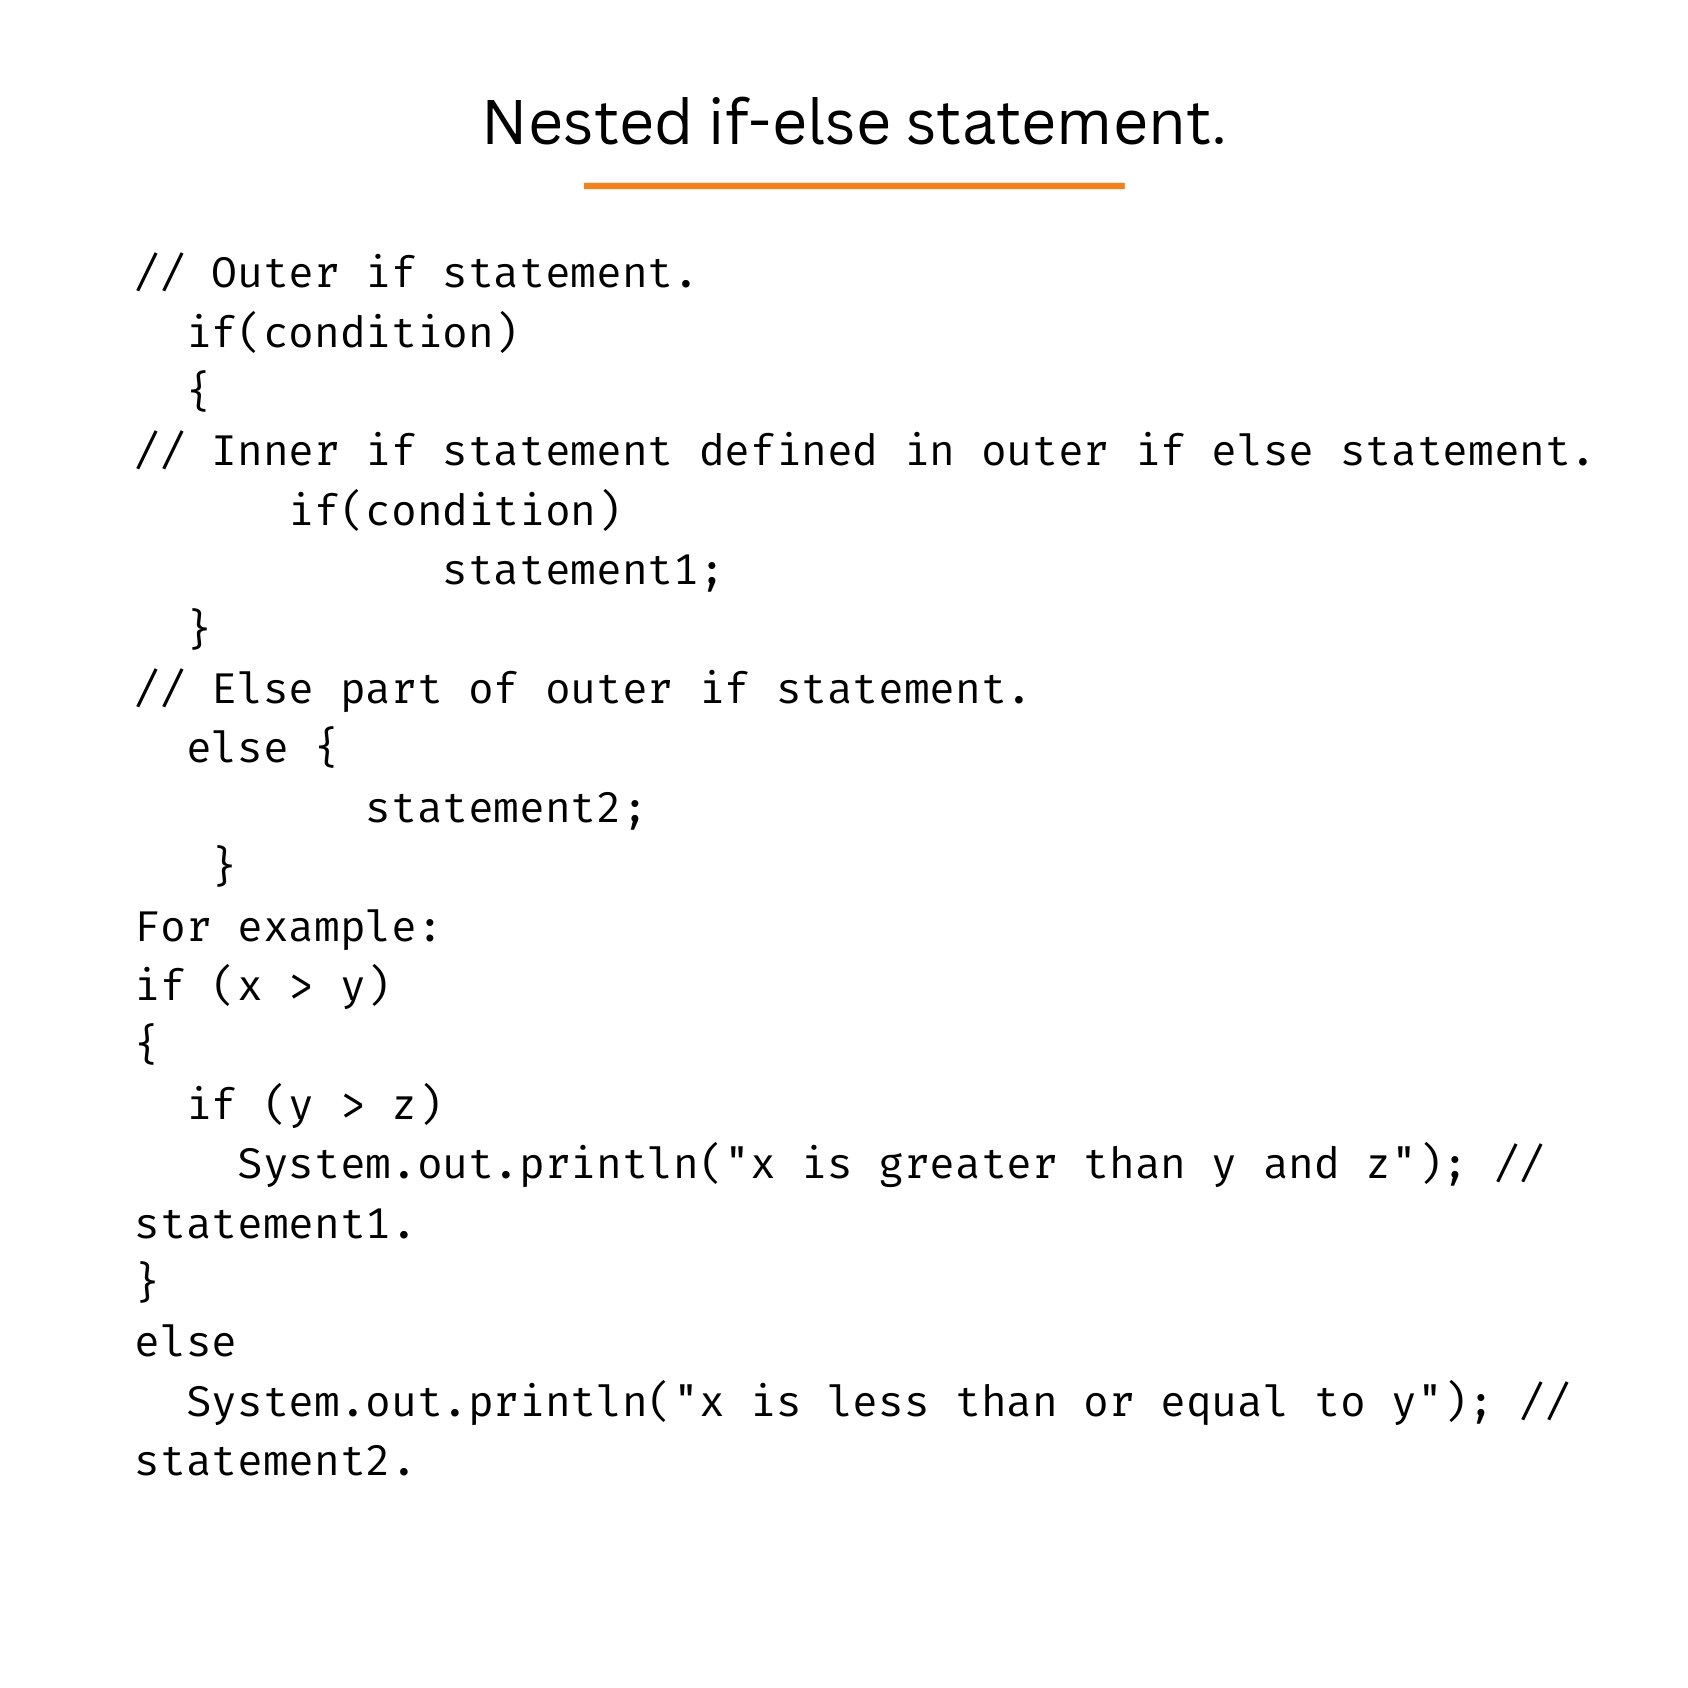 Nested if-else statement.
// Outer if statement.
  if(condition)
  {
// Inner if statement defined in outer if else statement.
      if(condition)
            statement1;
  }
// Else part of outer if statement.
  else {
         statement2;
   }
For example:
if (x > y)
{
  if (y > z)
    System.out.println("x is greater than y and z"); //
statement1.
}
else
  System.out.println("x is less than or equal to y"); //
statement2.